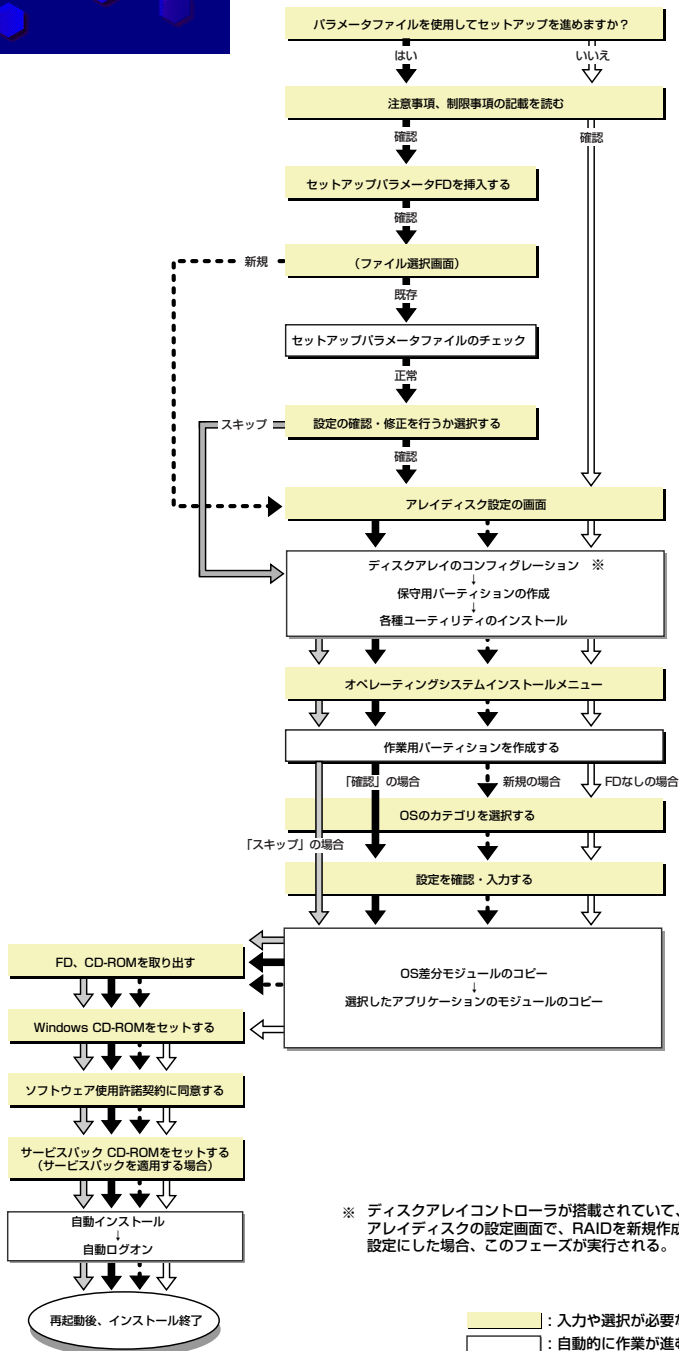 パラメータファイルを使用してセットアップを進めますか？
はい
いいえ
注意事項、制限事項の記載を読む
確認
確認
セットアップパラメータFDを挿入する
確認
新規
（ファイル選択画面）
既存
セットアップパラメータファイルのチェック
正常
スキップ
設定の確認・修正を行うか選択する
確認
アレイディスク設定の画面
ディスクアレイのコンフィグレーション　※
↓
保守用パーティションの作成
↓
各種ユーティリティのインストール
オペレーティングシステムインストールメニュー
作業用パーティションを作成する
「確認」の場合
新規の場合
FDなしの場合
OSのカテゴリを選択する
「スキップ」の場合
設定を確認・入力する
FD、CD-ROMを取り出す
OS差分モジュールのコピー
↓
選択したアプリケーションのモジュールのコピー
Windows CD-ROMをセットする
ソフトウェア使用許諾契約に同意する
サービスパック CD-ROMをセットする
（サービスパックを適用する場合）
自動インストール
↓
自動ログオン
再起動後、インストール終了
※　ディスクアレイコントローラが搭載されていて、
アレイディスクの設定画面で、RAIDを新規作成
設定にした場合、このフェーズが実行される。
：入力や選択が必要な
：自動的に作業が進む